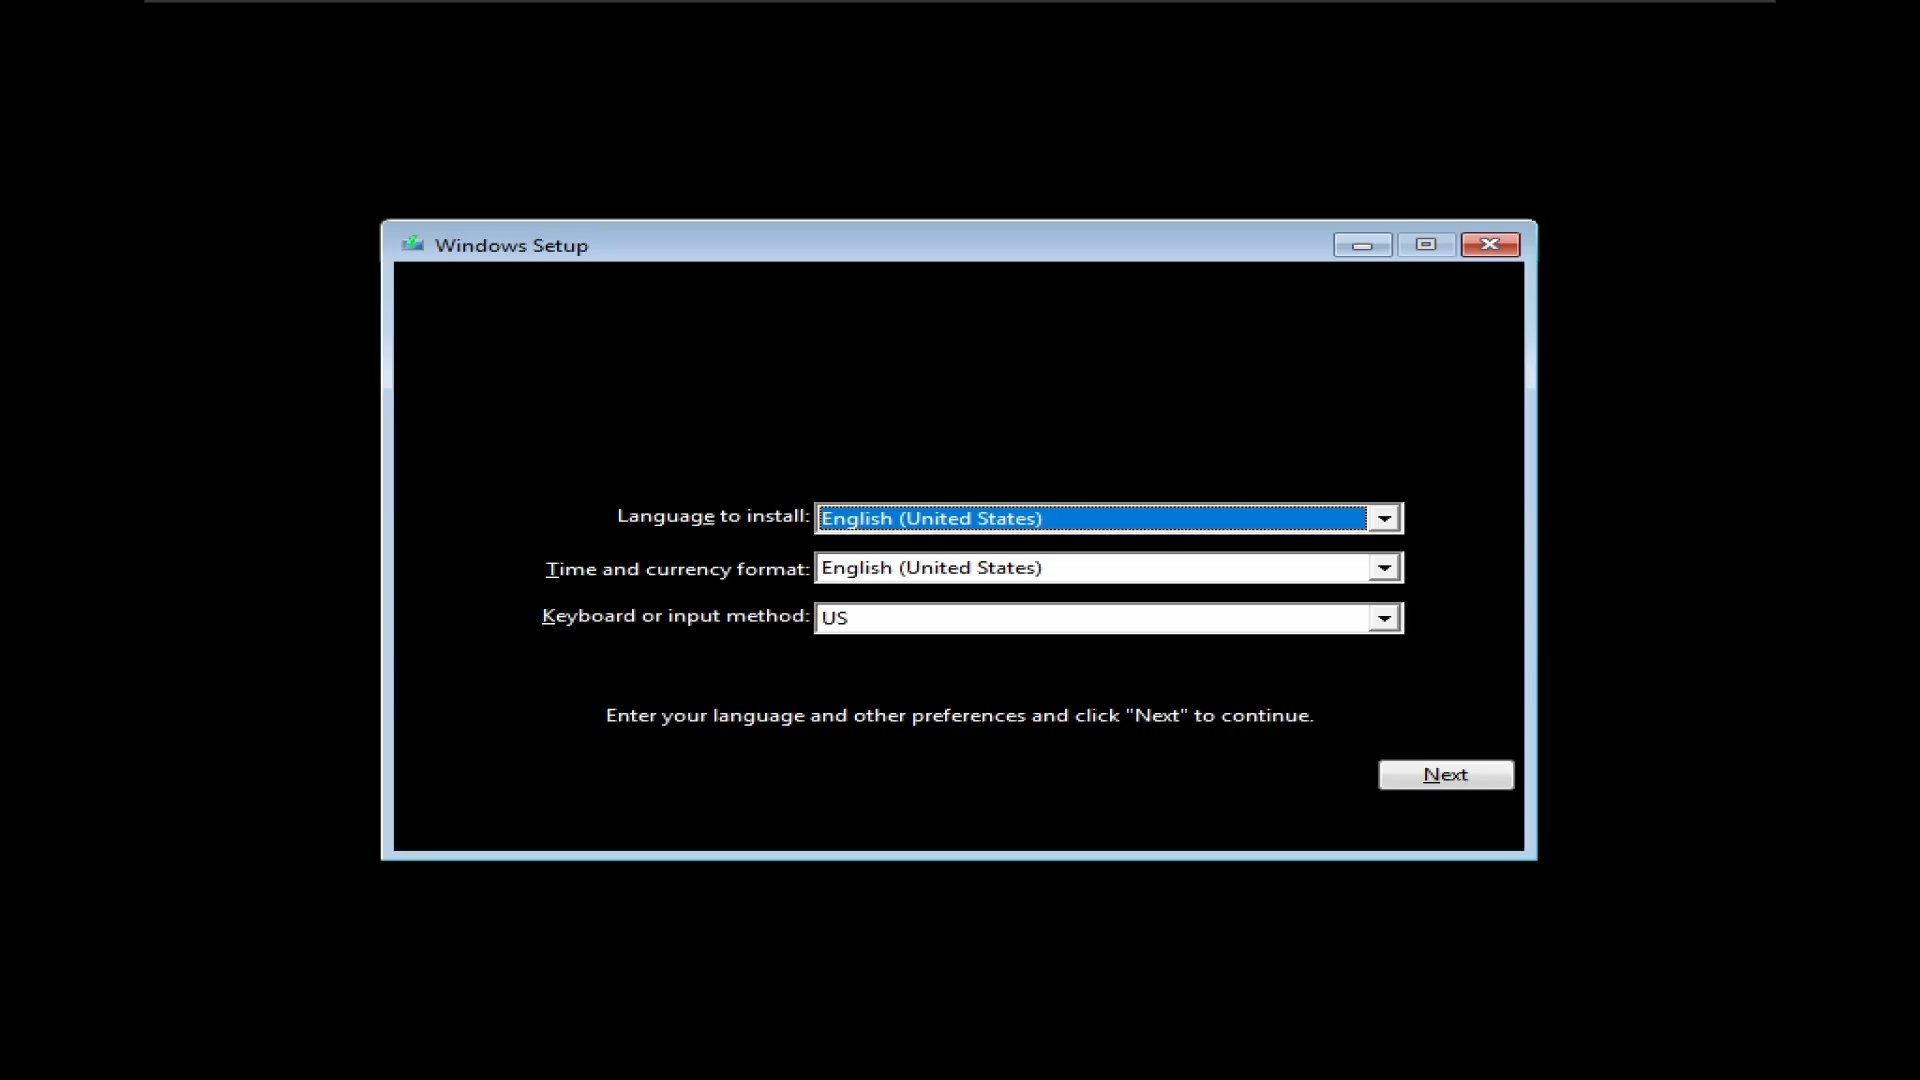 Windows Setup
Language to install: English (United States)
Time and currency format: English (United States)
Keyboard or input method: US
Enter your language and other preferences and click "Next" to continue.
Next